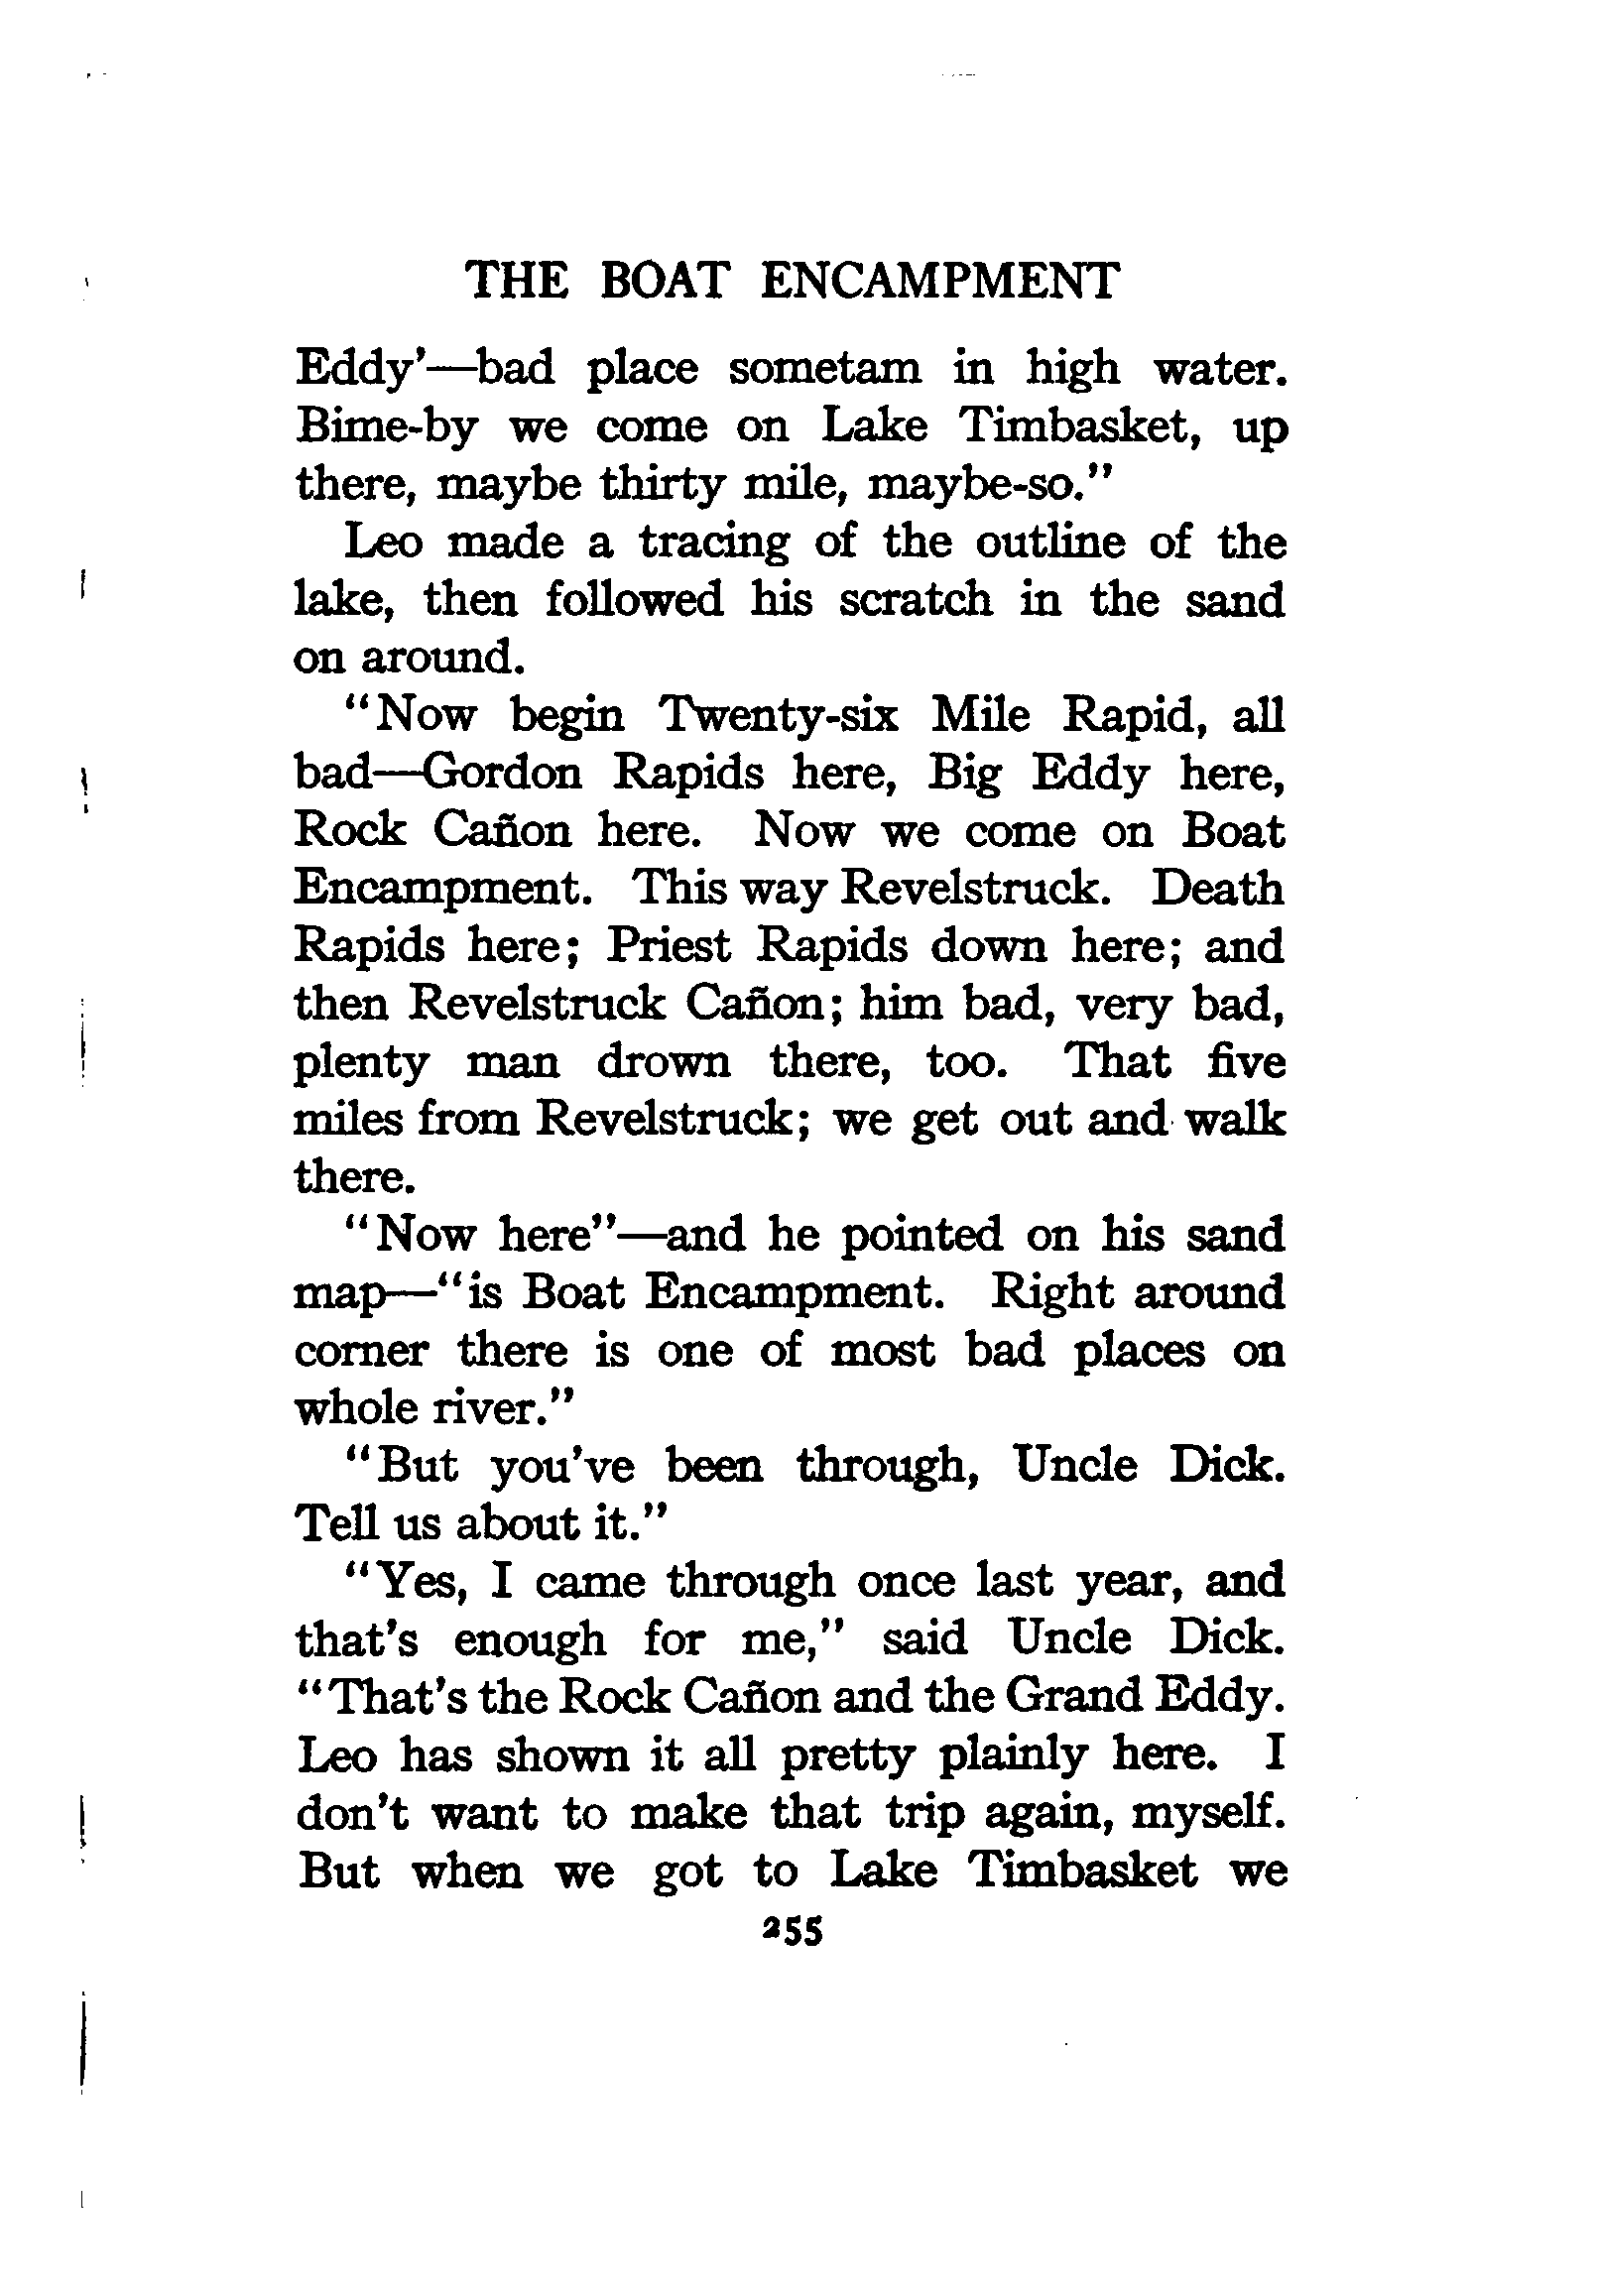 THE BOAT ENCAMPMENT
Eddy'—bad place sometam in high water.
Bime-by we come on Lake Timbasket, up
there, maybe thirty mile, maybe-so."
Leo made a tracing of the outline of the
lake, then followed his scratch in the sand
on around.
"Now begin Twenty-six Mile Rapid, all
bad—Gordon Rapids here, Big Eddy here,
Rock Cañon here. Now we come on Boat
Encampment. This way Revelstruck. Death
Rapids here; Priest Rapids down here; and
then Revelstruck Cañon; him bad, very bad,
plenty man drown there, too. That five
miles from Revelstruck; we get out and walk
there.
"Now here"—and he pointed on his sand
map—"is Boat Encampment. Right around
corner there is one of most bad places on
whole river."
"But you've been through, Uncle Dick.
Tell us about it."
"Yes, I came through once last year, and
that's enough for me," said Uncle Dick.
"That's the Rock Cañon and the Grand Eddy.
Leo has shown it all pretty plainly here. I
don't want to make that trip again, myself.
But when we got to Lake Timbasket we
255